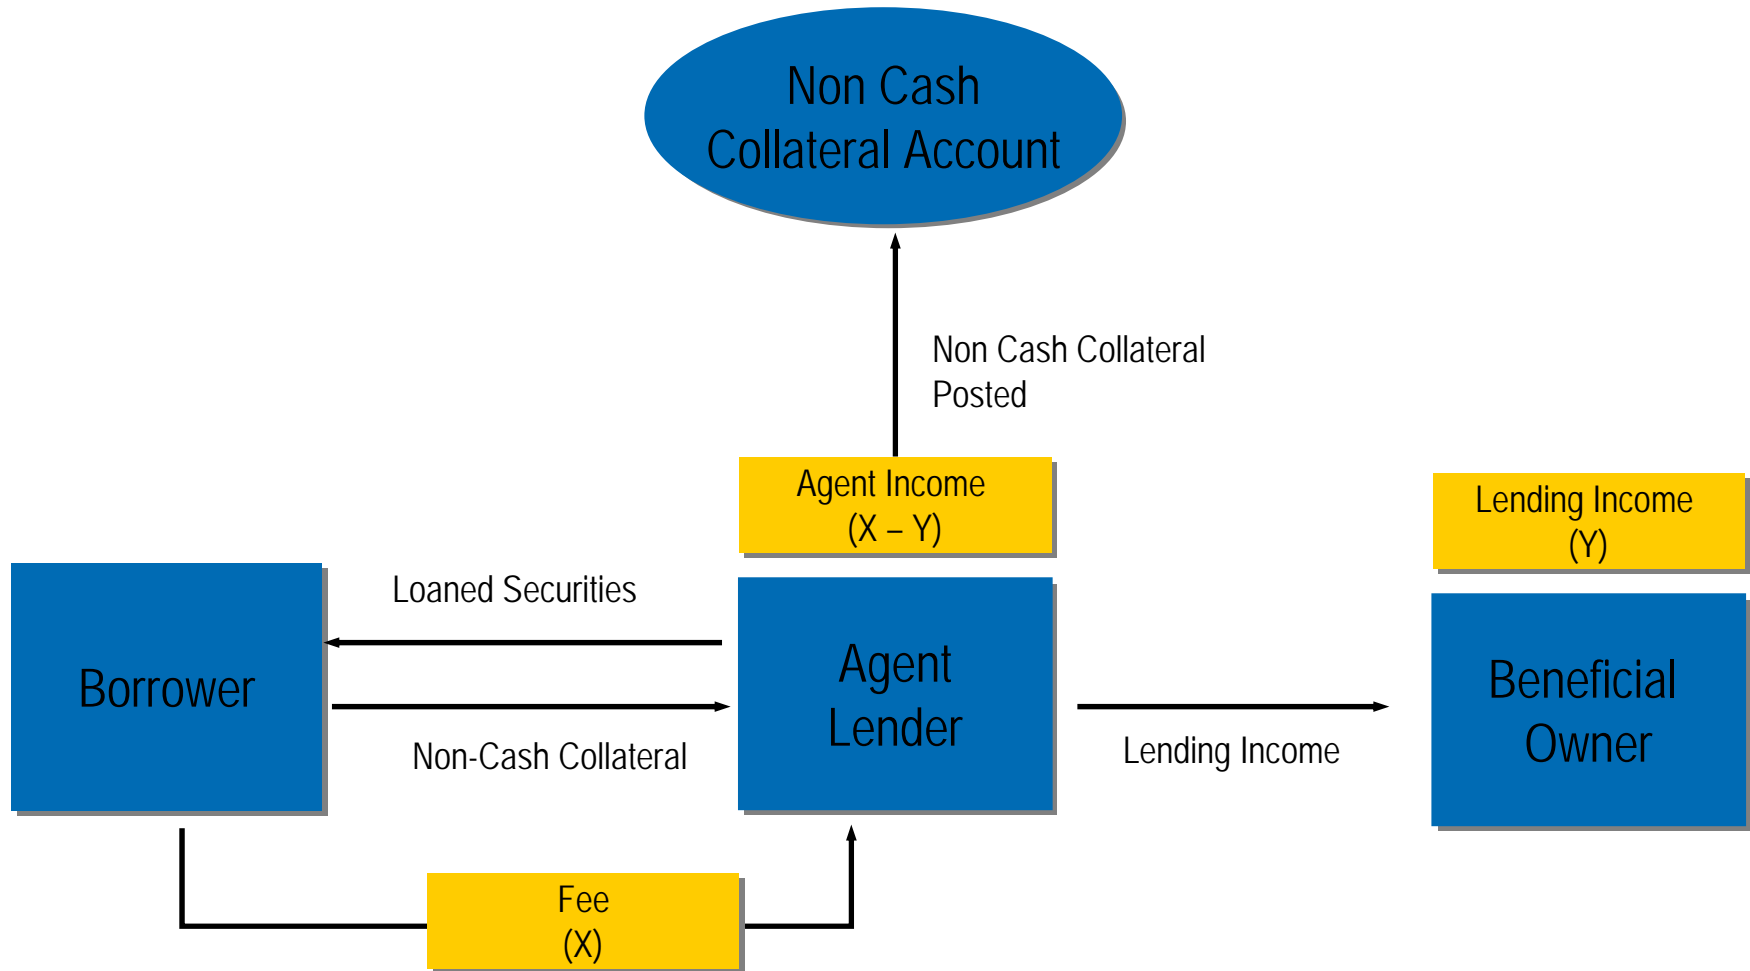 Non Cash
Collateral Account
Non Cash Collateral
Posted
Agent Income
(X – Y)
Lending Income
(Y)
Loaned Securities
Borrower
Agent
Lender
Beneficial
Owner
Non-Cash Collateral
Lending Income
Fee
(X)